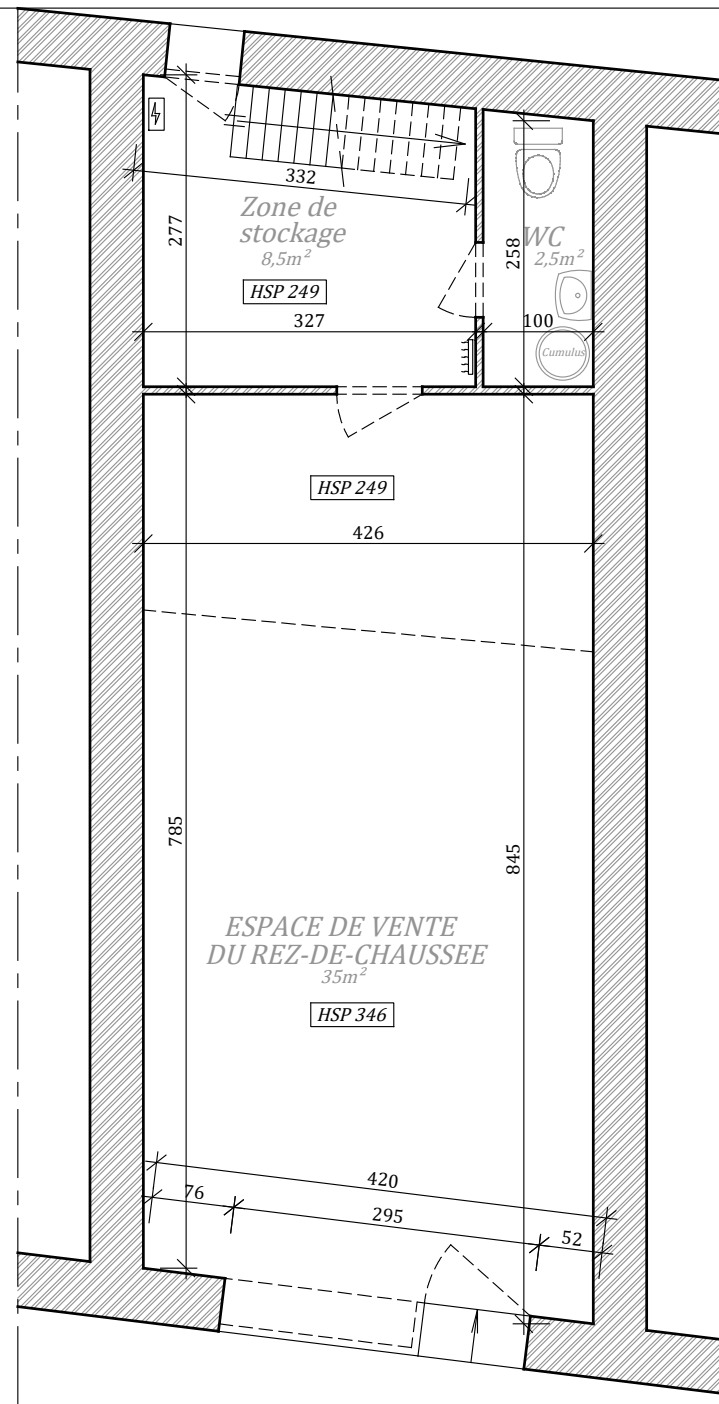 332
Zone de
stockage
8,5m²
HSP 249
277
258
WC
2,5m²
327
100
Cumulus
HSP 249
426
785
845
ESPACE DE VENTE
DU REZ-DE-CHAUSSEE
35m²
HSP 346
420
76
295
52